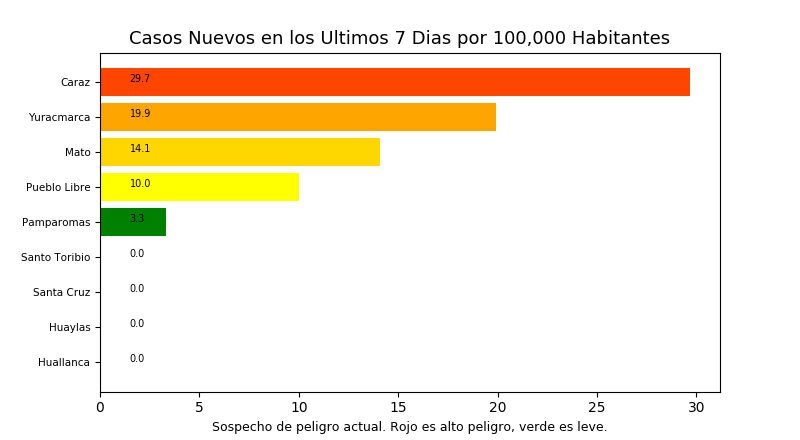 Casos Nuevos en los Ultimos 7 Dias por 100,000 Habitantes
Caraz 29.7
Yuracmarca 19.9
Mato 14.1
Pueblo Libre 10.0
Pamparomas 3.3
Santo Toribio 0.0
Santa Cruz 0.0
Huaylas 0.0
Huallanca 0.0
0 5 10 15 20 25 30
Sospecho de peligro actual. Rojo es alto peligro, verde es leve.